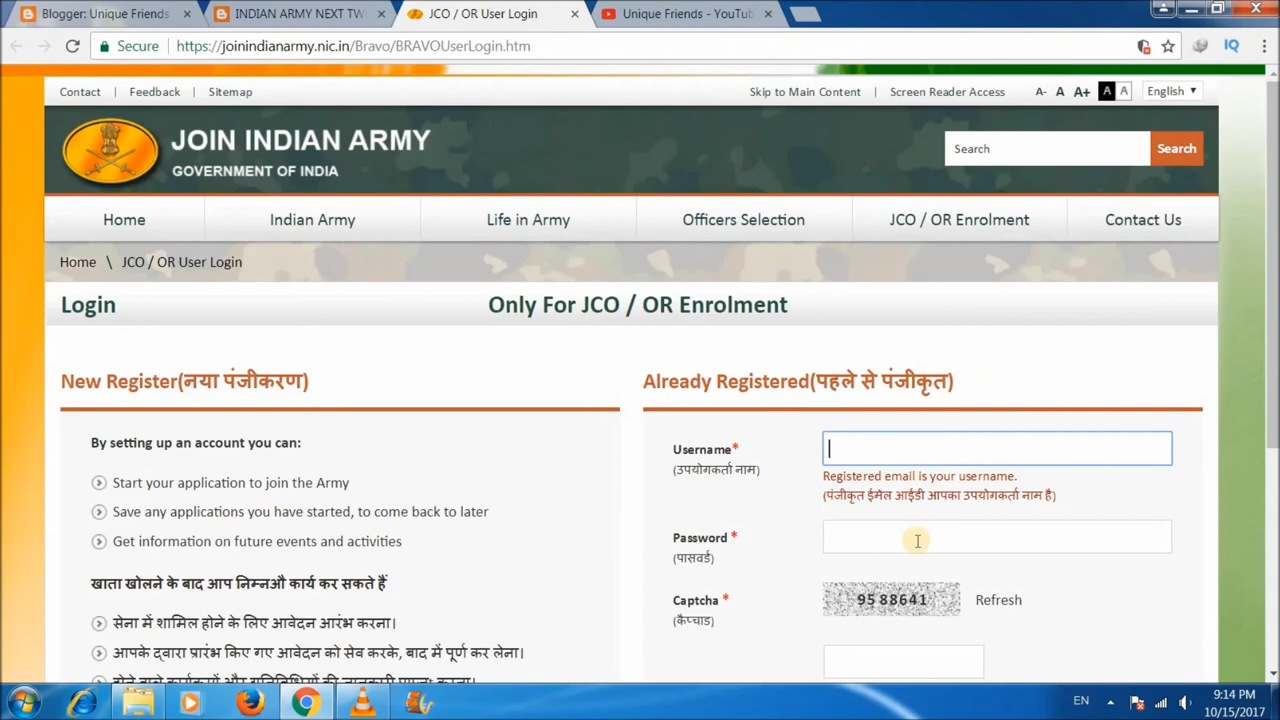 Blogger: Unique Friends
INDIAN ARMY NEXT TW
JCO / OR User Login
Unique Friends - YouTub
Secure
https://joinindianarmy.nic.in/Bravo/BRAVOUserLogin.htm
Contact
Feedback
Sitemap
Skip to Main Content
Screen Reader Access
A- A A+ A A
English
JOIN INDIAN ARMY
GOVERNMENT OF INDIA
Search
Search
Home
Indian Army
Life in Army
Officers Selection
JCO / OR Enrolment
Contact Us
Home \ JCO / OR User Login
Login
Only For JCO / OR Enrolment
New Register(नया पंजीकरण)
By setting up an account you can:
Start your application to join the Army
Save any applications you have started, to come back to later
Get information on future events and activities
खाता खोलने के बाद आप निम्नऔ कार्य कर सकते हैं
सेना में शामिल होने के लिए आवेदन आरंभ करना।
आपके द्वारा प्रारंभ किए गए आवेदन को सेव करके, बाद में पूर्ण कर लेना।
Already Registered(पहले से पंजीकृत)
Username*
(उपयोगकर्ता नाम)
Registered email is your username.
(पंजीकृत ईमेल आईडी आपका उपयोगकर्ता नाम है)
Password *
(पासवर्ड)
Captcha *
(कैप्चाड)
9588641
Refresh
EN
9:14 PM
10/15/2017